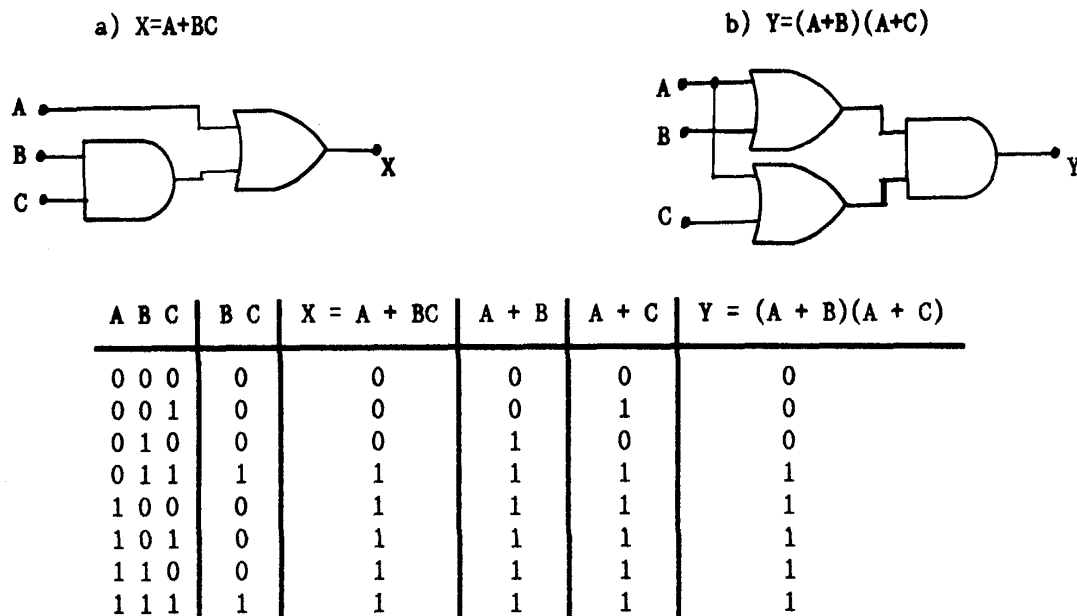 a) X=A+BC b) Y=(A+B)(A+C)
A
B
C
X
A
B
C
Y
A B C B C X = A + BC A + B A + C Y = (A + B)(A + C)
0 0 0 0 0 0 0 0
0 0 1 0 0 0 1 0
0 1 0 0 0 1 0 0
0 1 1 1 1 1 1 1
1 0 0 0 1 1 1 1
1 0 1 0 1 1 1 1
1 1 0 0 1 1 1 1
1 1 1 1 1 1 1 1